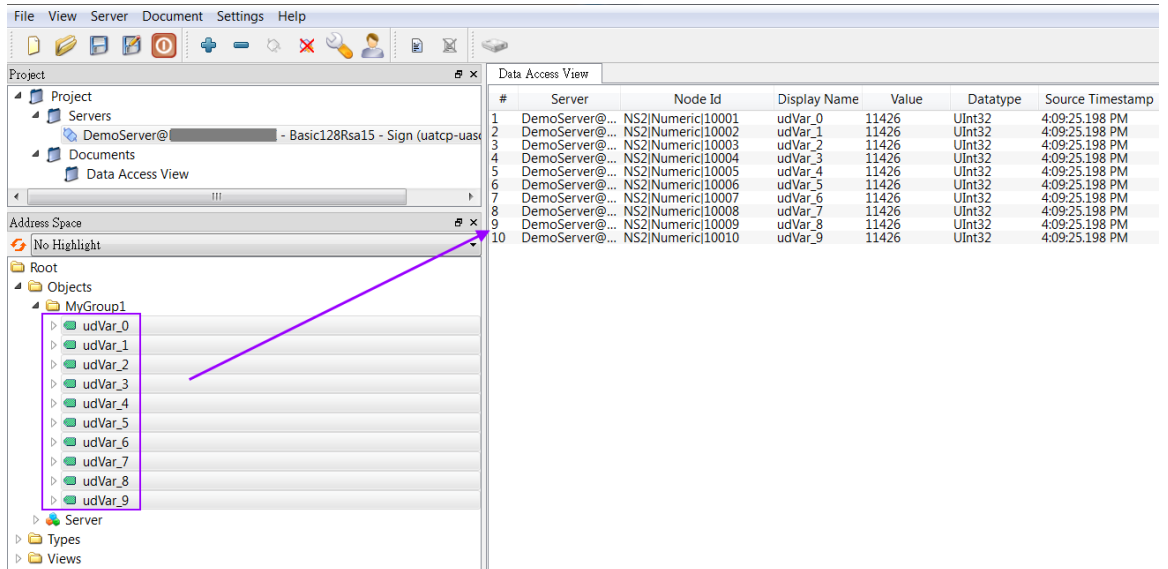 File View Server Document Settings Help
Project
Project
Servers
DemoServer@ - Basic128Rsa15 - Sign (uatcp-uasc
Documents
Data Access View
Address Space
No Highlight
Root
Objects
MyGroup1
udVar_0
udVar_1
udVar_2
udVar_3
udVar_4
udVar_5
udVar_6
udVar_7
udVar_8
udVar_9
Server
Types
Views
Data Access View
# Server Node Id Display Name Value Datatype Source Timestamp
1 DemoServer@... NS2|Numeric|10001 udVar_0 11426 UInt32 4:09:25.198 PM
2 DemoServer@... NS2|Numeric|10002 udVar_1 11426 UInt32 4:09:25.198 PM
3 DemoServer@... NS2|Numeric|10003 udVar_2 11426 UInt32 4:09:25.198 PM
4 DemoServer@... NS2|Numeric|10004 udVar_3 11426 UInt32 4:09:25.198 PM
5 DemoServer@... NS2|Numeric|10005 udVar_4 11426 UInt32 4:09:25.198 PM
6 DemoServer@... NS2|Numeric|10006 udVar_5 11426 UInt32 4:09:25.198 PM
7 DemoServer@... NS2|Numeric|10007 udVar_6 11426 UInt32 4:09:25.198 PM
8 DemoServer@... NS2|Numeric|10008 udVar_7 11426 UInt32 4:09:25.198 PM
9 DemoServer@... NS2|Numeric|10009 udVar_8 11426 UInt32 4:09:25.198 PM
10 DemoServer@... NS2|Numeric|10010 udVar_9 11426 UInt32 4:09:25.198 PM